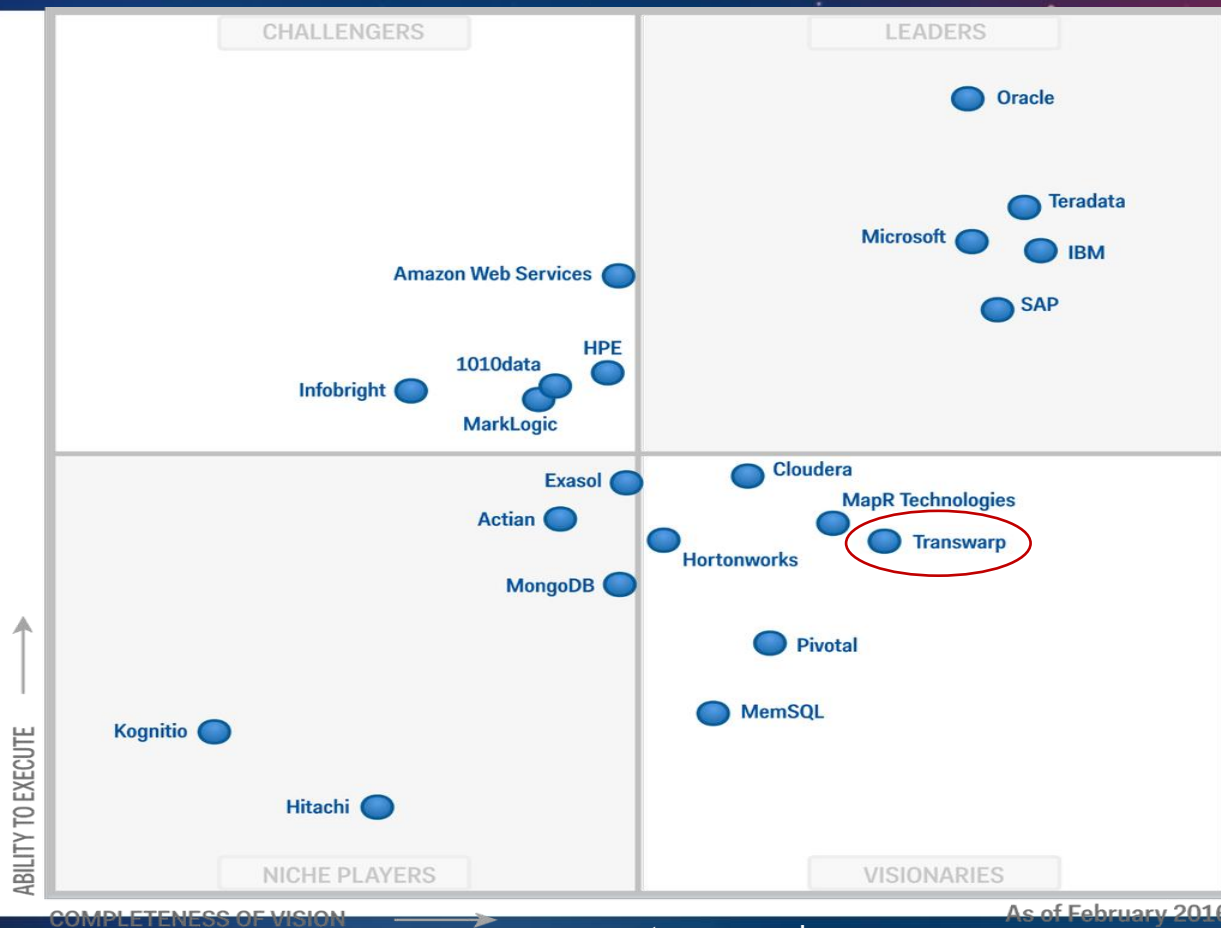 CHALLENGERS
LEADERS
Oracle
Teradata
Microsoft
IBM
Amazon Web Services
SAP
HPE
1010data
Infobright
MarkLogic
Cloudera
Exasol
MapR Technologies
Actian
Transwarp
Hortonworks
MongoDB
Pivotal
MemSQL
Kognitio
Hitachi
NICHE PLAYERS
VISIONARIES
ABILITY TO EXECUTE
COMPLETENESS OF VISION
As of February 2016